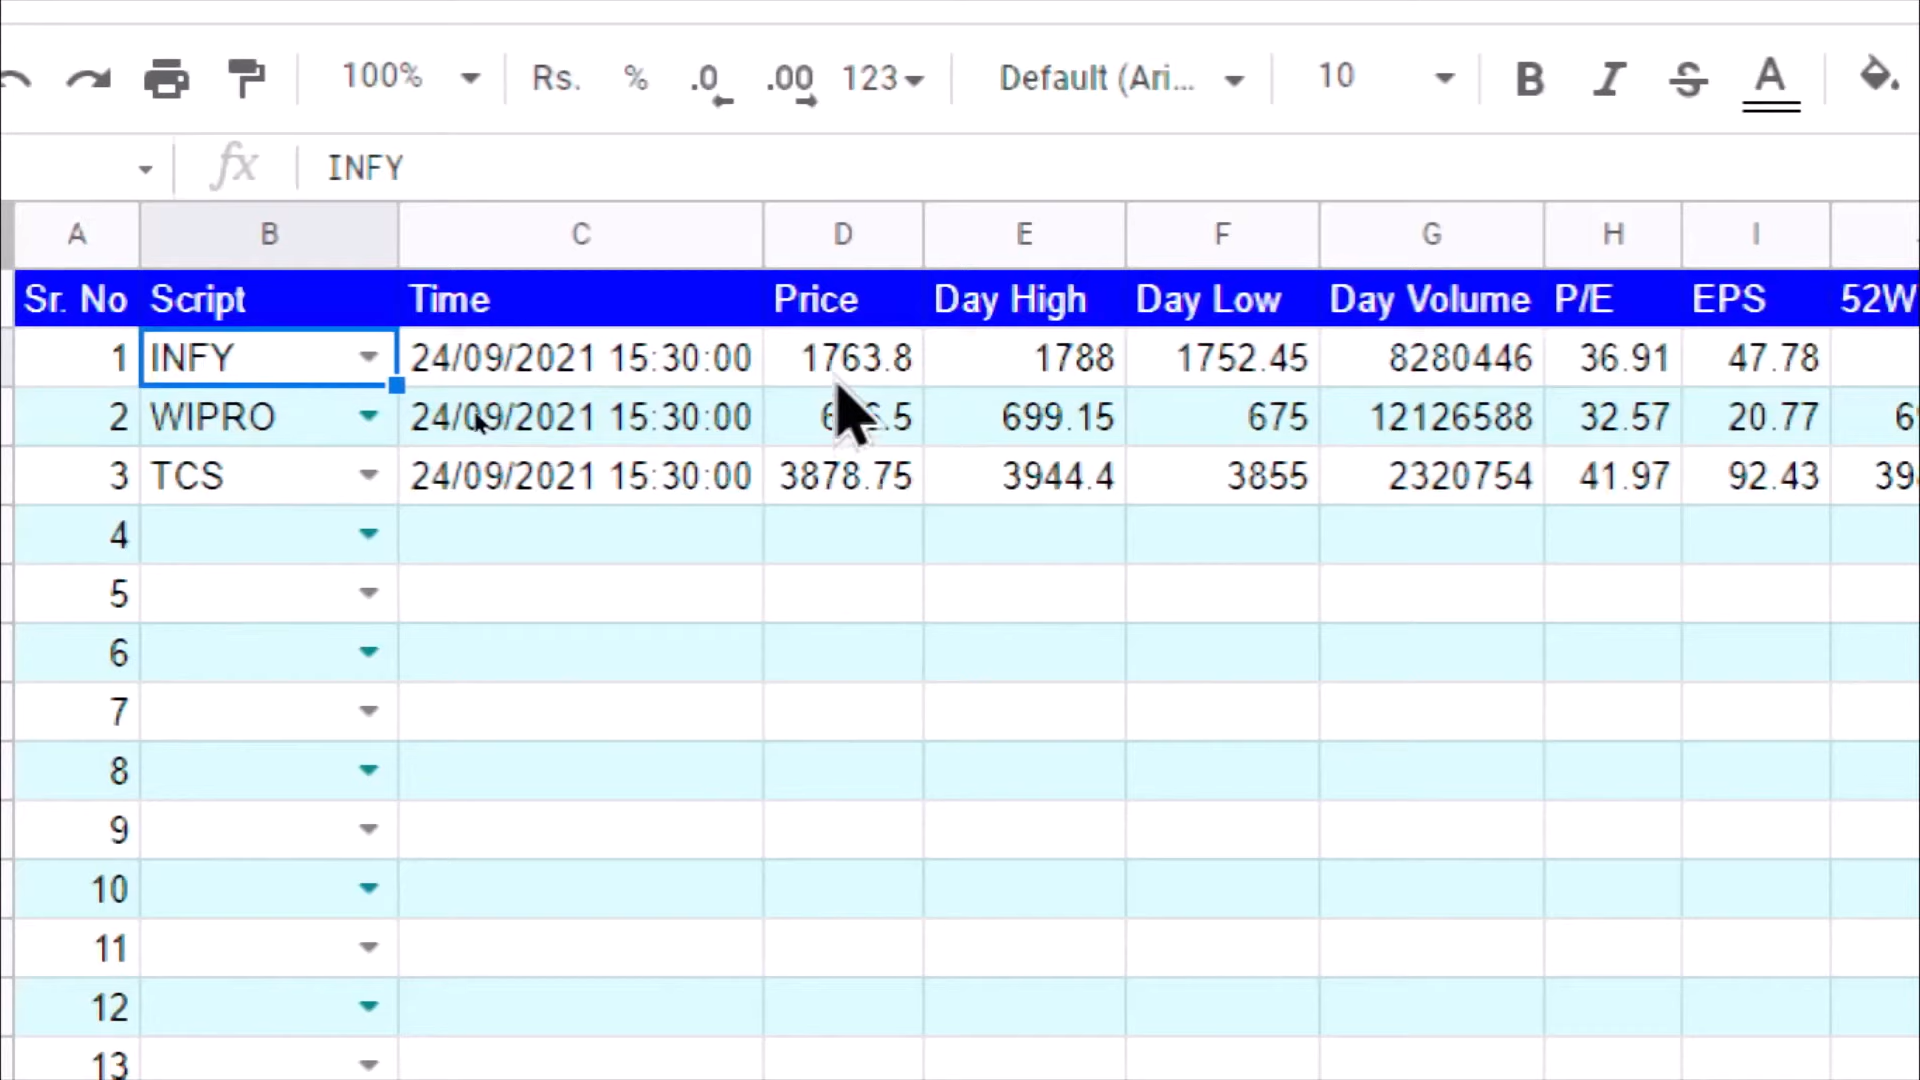 100% Rs. % .0 .00 123 Default (Ari... 10 B I S A
fx INFY
A B C D E F G H I
Sr. No Script Time Price Day High Day Low Day Volume P/E EPS 52W
1 INFY 24/09/2021 15:30:00 1763.8 1788 1752.45 8280446 36.91 47.78
2 WIPRO 24/09/2021 15:30:00 699.15 675 12126588 32.57 20.77
3 TCS 24/09/2021 15:30:00 3878.75 3944.4 3855 2320754 41.97 92.43
4
5
6
7
8
9
10
11
12
13